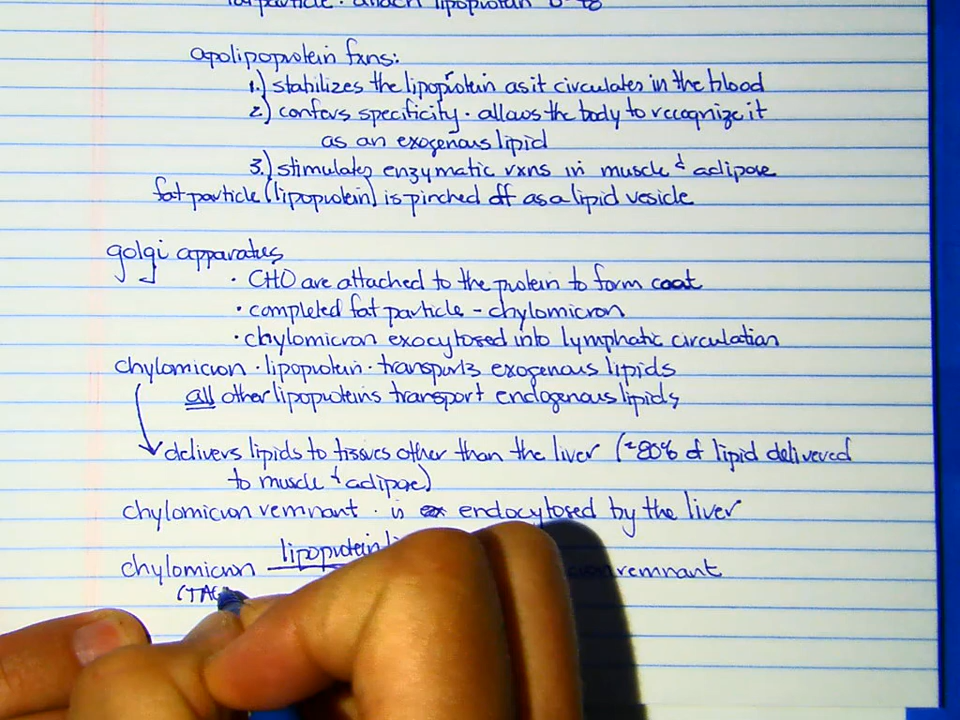 apolipoprotein fxns:
1.) stabilizes the lipoprotein as it circulates in the blood
2.) confers specificity · allows the body to recognize it
as an exogenous lipid
3.) stimulates enzymatic rxns in muscle & adipose
fat particle (lipoprotein) is pinched off as a lipid vesicle
golgi apparatus
· CHO are attached to the protein to form coat
· completed fat particle - chylomicron
· chylomicron exocytosed into lymphatic circulation
chylomicron · lipoprotein · transports exogenous lipids
all other lipoproteins transport endogenous lipids
delivers lipids to tissues other than the liver (~80% of lipid delivered
to muscle & adipose)
chylomicron remnant · is endocytosed by the liver
lipoprotein
chylomicron remnant
(TAG